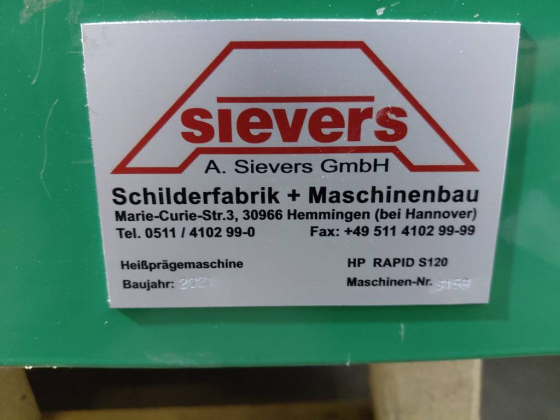 sievers
A. Sievers GmbH
Schilderfabrik + Maschinenbau
Marie-Curie-Str.3, 30966 Hemmingen (bei Hannover)
Tel. 0511 / 4102 99-0 Fax: +49 511 4102 99-99
Heißprägemaschine HP RAPID S120
Baujahr: Maschinen-Nr.